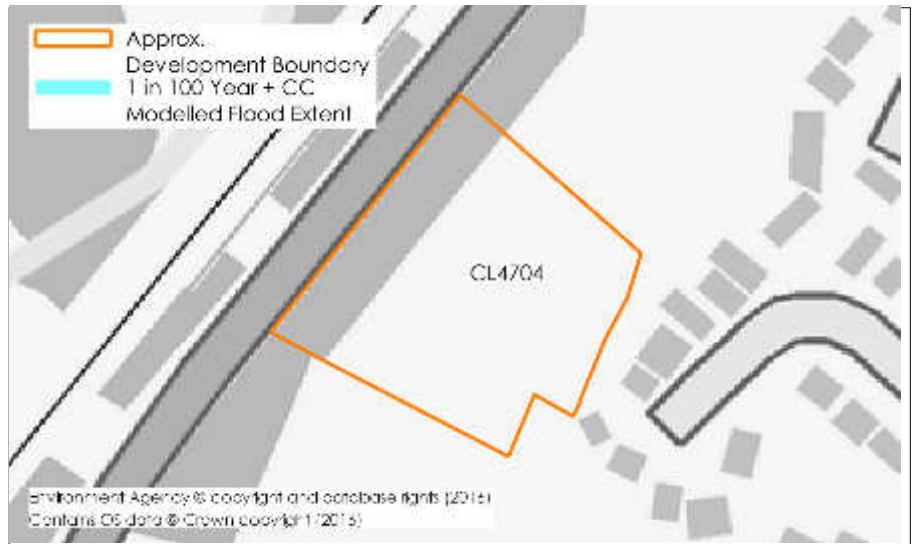 Approx.
Development Boundary
1 in 100 Year + CC
Modelled Flood Extent
CL4704
Environment Agency © copyright and database rights (2016)
Contains OS data © Crown copyright (2016)